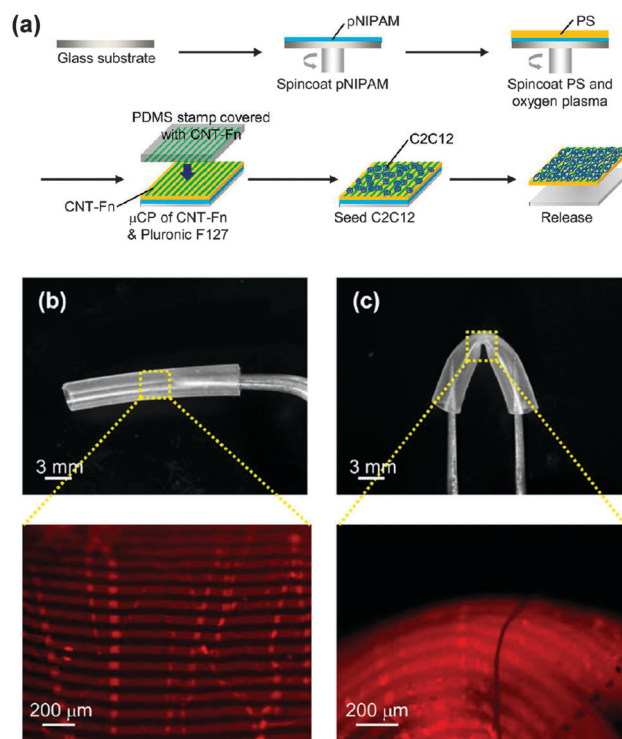 (a)
pNIPAM
PS
Glass substrate
Spincoat pNIPAM
Spincoat PS and
oxygen plasma
PDMS stamp covered
with CNT-Fn
C2C12
CNT-Fn
μCP of CNT-Fn
& Pluronic F127
Seed C2C12
Release
(b)
3 mm
(c)
3 mm
200 μm
200 μm